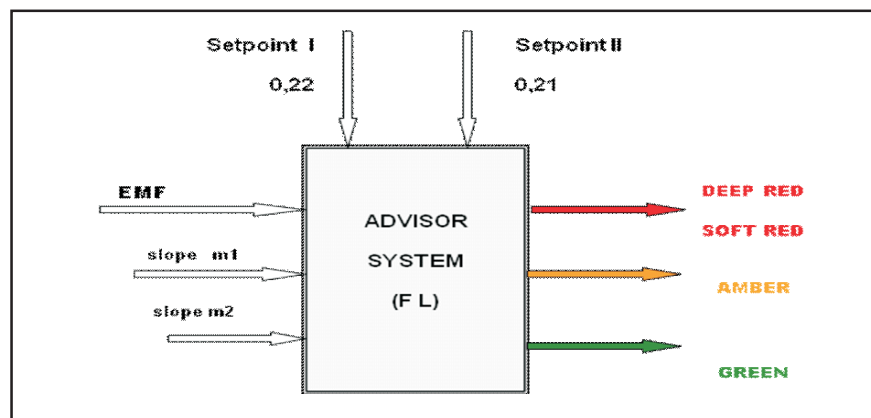 Setpoint I
0,22
Setpoint II
0,21
EMF
slope m1
slope m2
ADVISOR
SYSTEM
(F L)
DEEP RED
SOFT RED
AMBER
GREEN